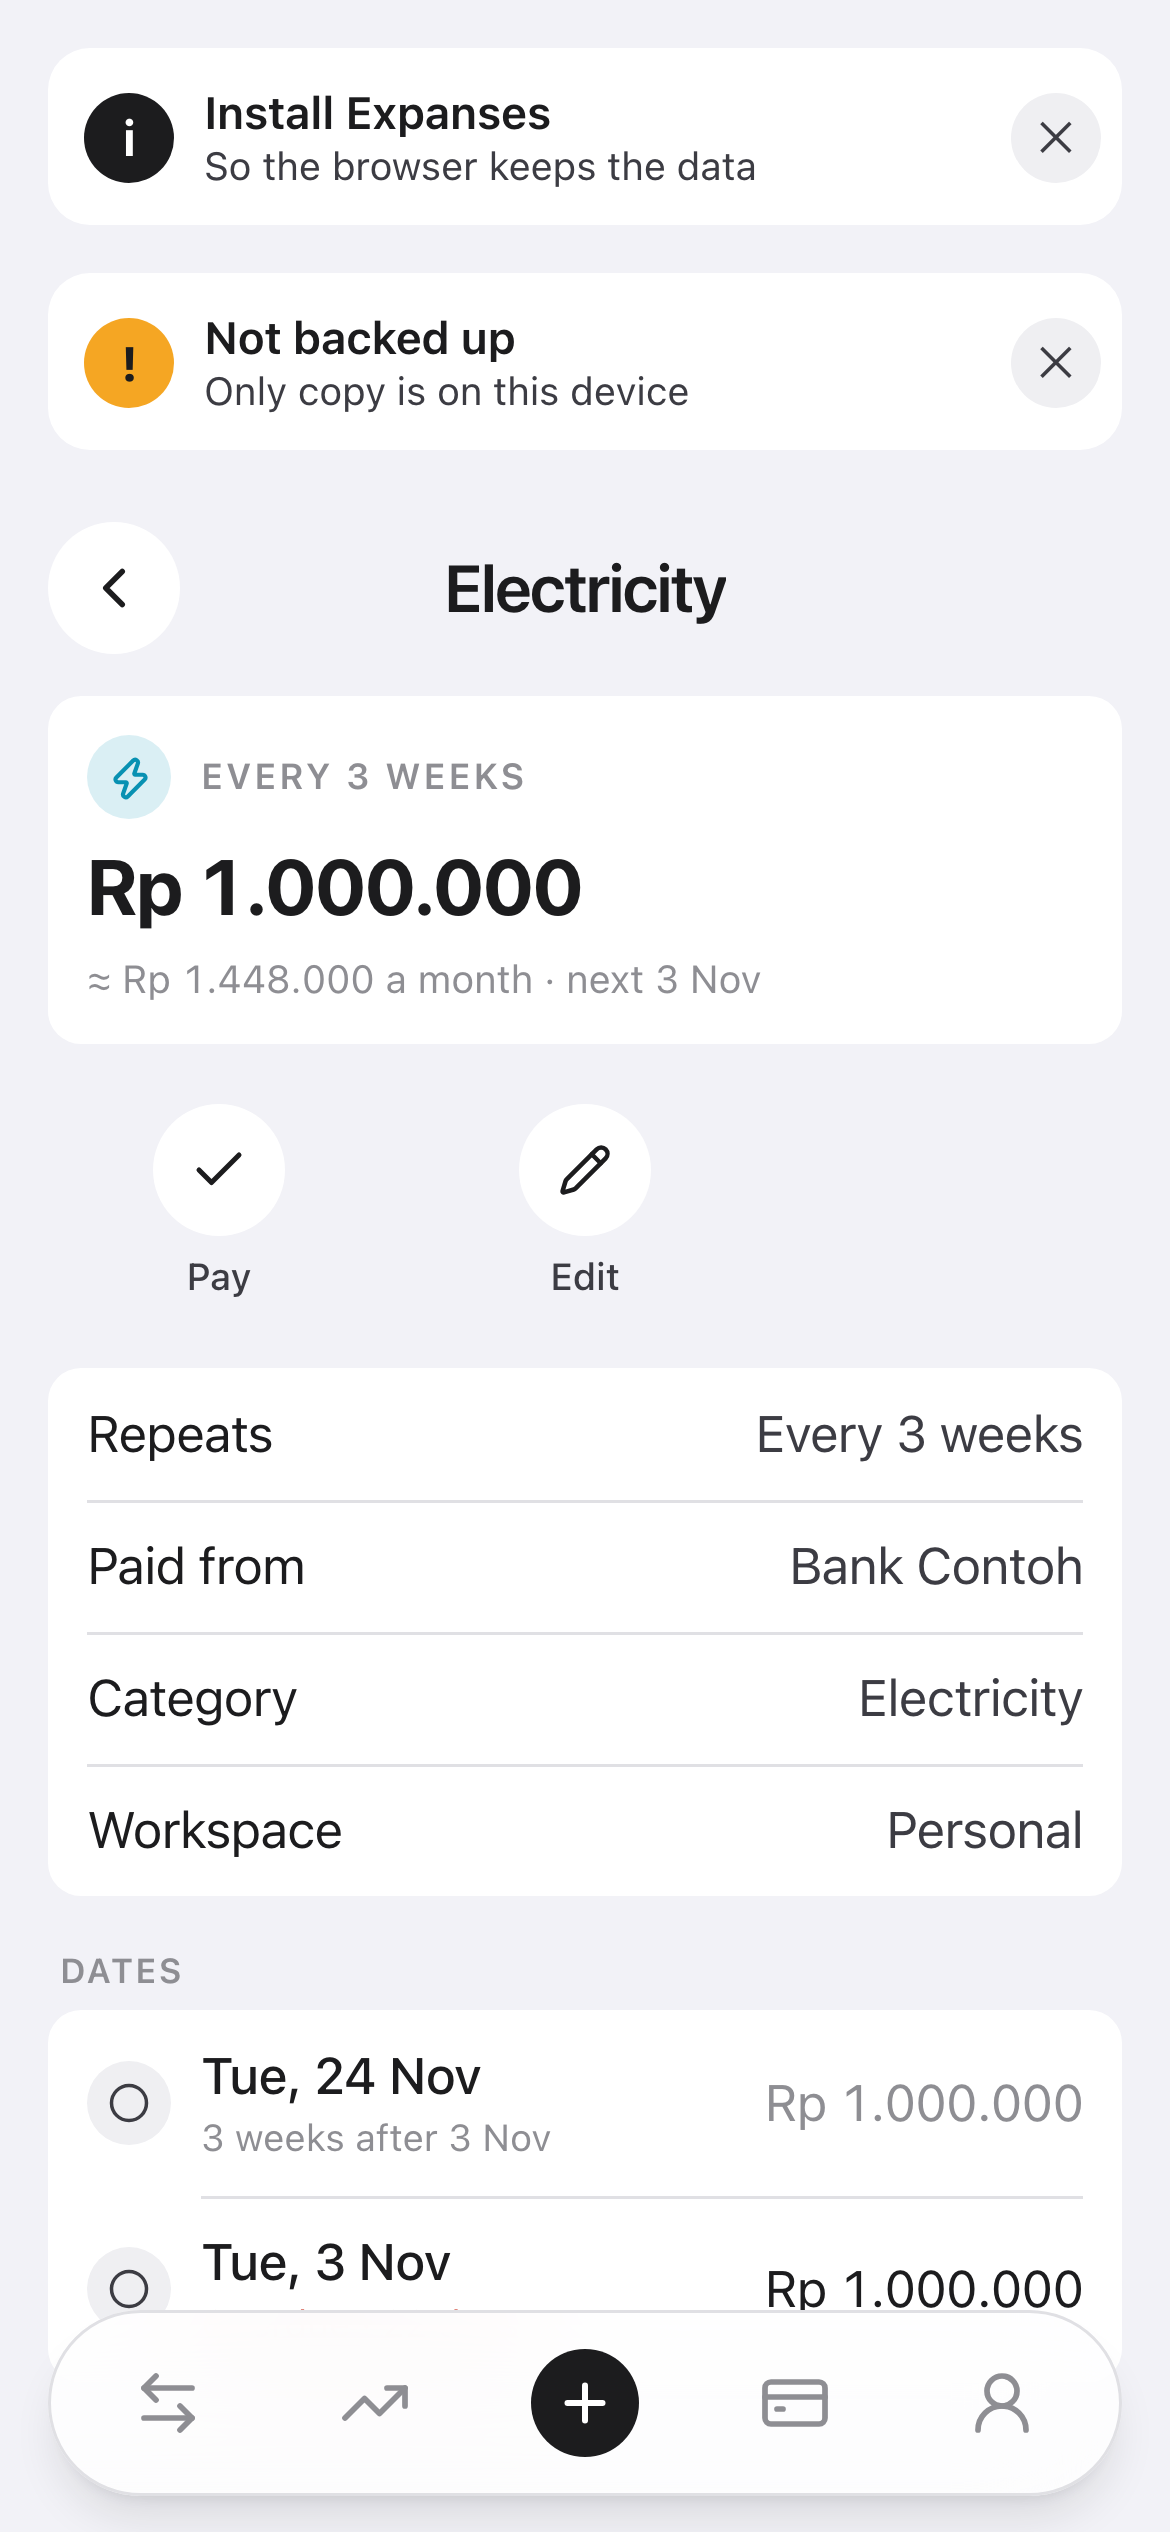 Install Expanses
So the browser keeps the data
Not backed up
Only copy is on this device
Electricity
EVERY 3 WEEKS
Rp 1.000.000
≈ Rp 1.448.000 a month · next 3 Nov
Pay
Edit
Repeats
Every 3 weeks
Paid from
Bank Contoh
Category
Electricity
Workspace
Personal
DATES
Tue, 24 Nov
Rp 1.000.000
3 weeks after 3 Nov
Tue, 3 Nov
Rp 1.000.000